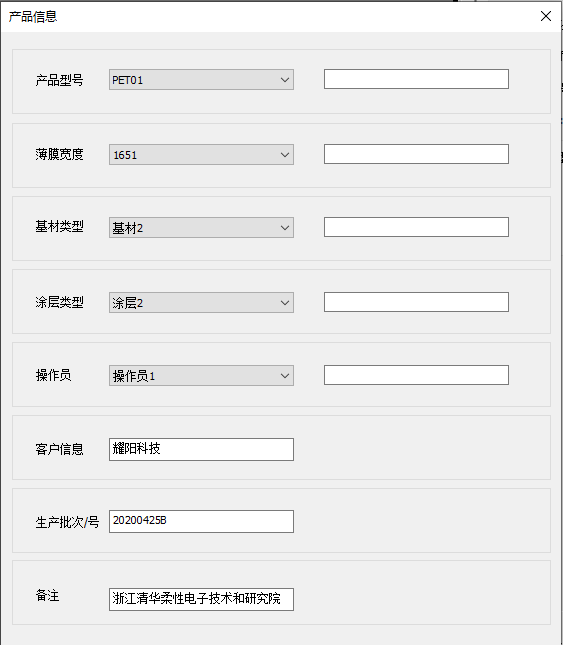 产品信息
产品型号 PET01
薄膜宽度 1651
基材类型 基材2
涂层类型 涂层2
操作员 操作员1
客户信息 耀阳科技
生产批次/号 20200425B
备注 浙江清华柔性电子技术和研究院